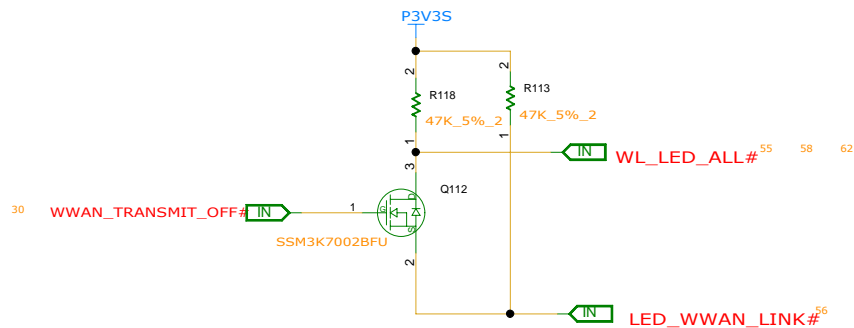 P3V3S
2
2
R118
R113
47K_5%_2
47K_5%_2
1
1
IN
WL_LED_ALL#
55
58
62
3
Q112
D
G
S
30
WWAN_TRANSMIT_OFF#
IN
1
SSM3K7002BFU
2
IN
LED_WWAN_LINK#
56